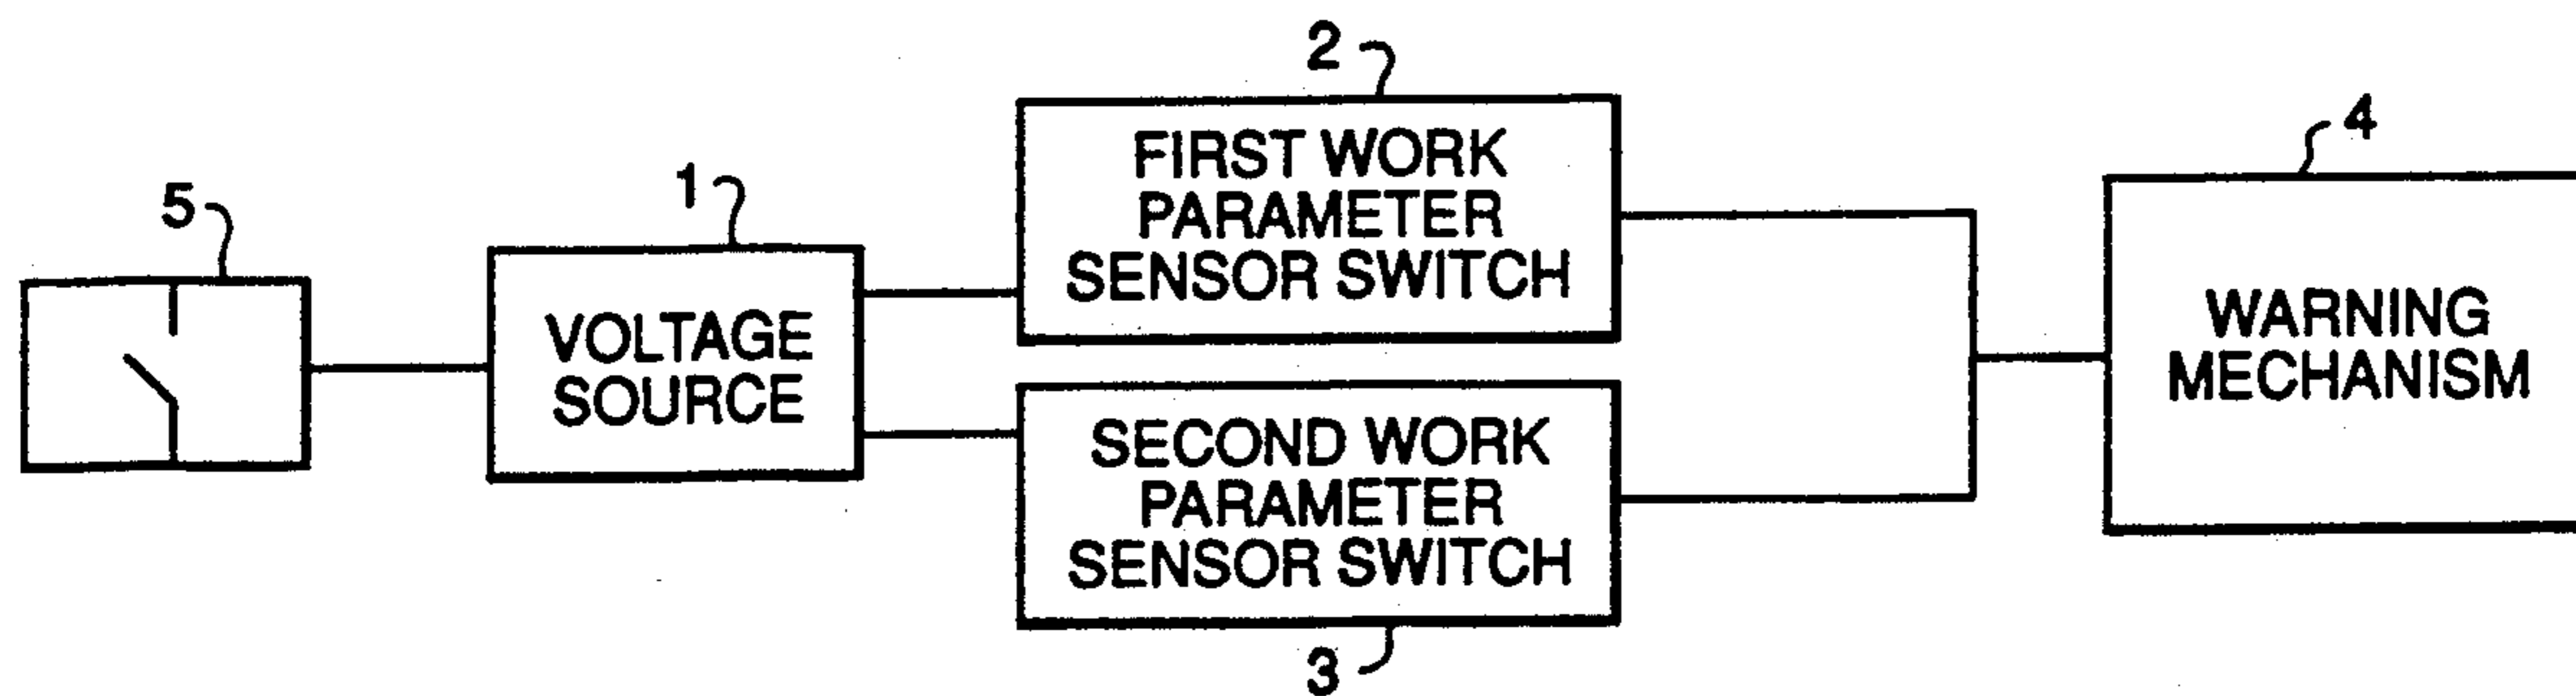 5
1
VOLTAGE
SOURCE
2
FIRST WORK
PARAMETER
SENSOR SWITCH
SECOND WORK
PARAMETER
SENSOR SWITCH
3
4
WARNING
MECHANISM